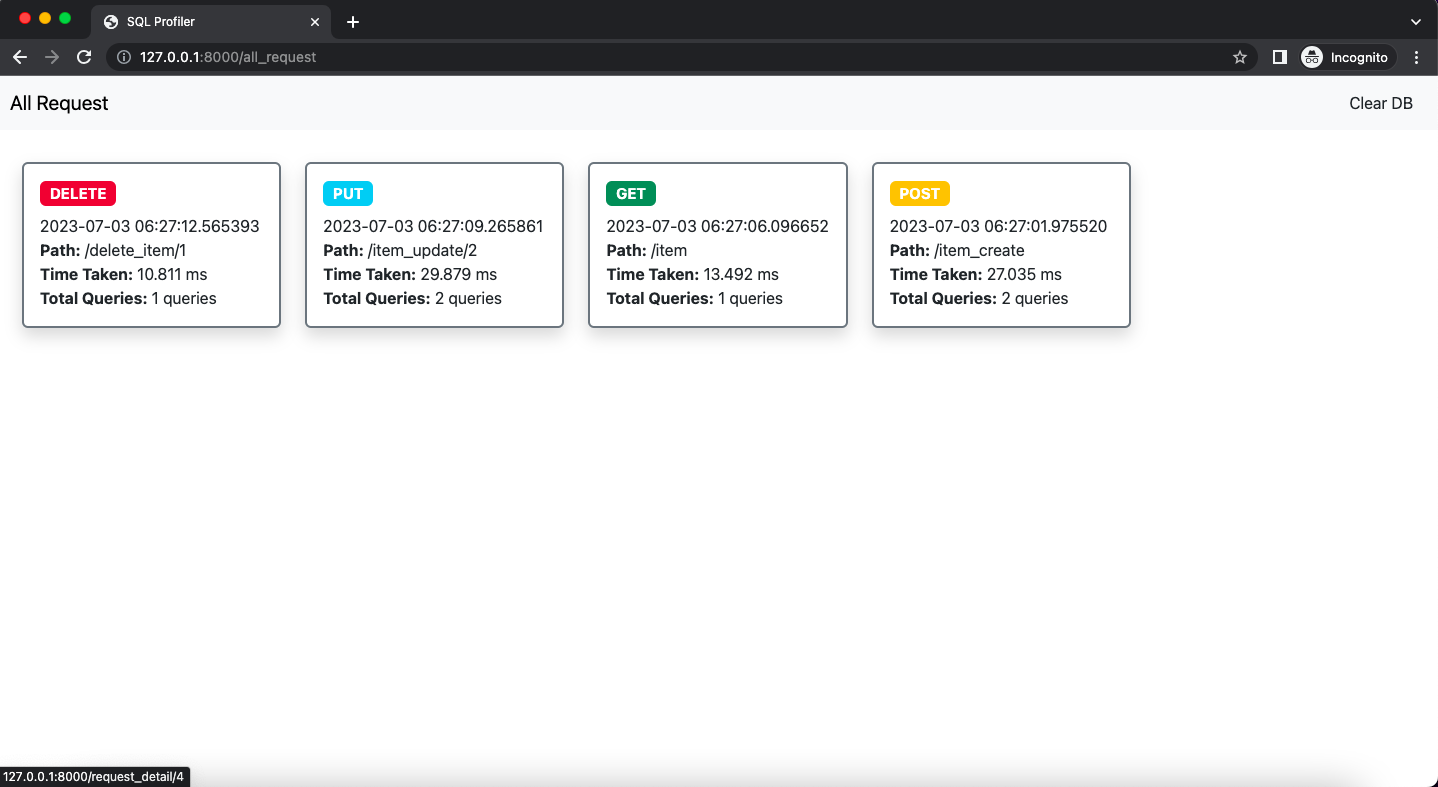 SQL Profiler
127.0.0.1:8000/all_request
Incognito
All Request
Clear DB
DELETE
2023-07-03 06:27:12.565393
Path: /delete_item/1
Time Taken: 10.811 ms
Total Queries: 1 queries
PUT
2023-07-03 06:27:09.265861
Path: /item_update/2
Time Taken: 29.879 ms
Total Queries: 2 queries
GET
2023-07-03 06:27:06.096652
Path: /item
Time Taken: 13.492 ms
Total Queries: 1 queries
POST
2023-07-03 06:27:01.975520
Path: /item_create
Time Taken: 27.035 ms
Total Queries: 2 queries
127.0.0.1:8000/request_detail/4